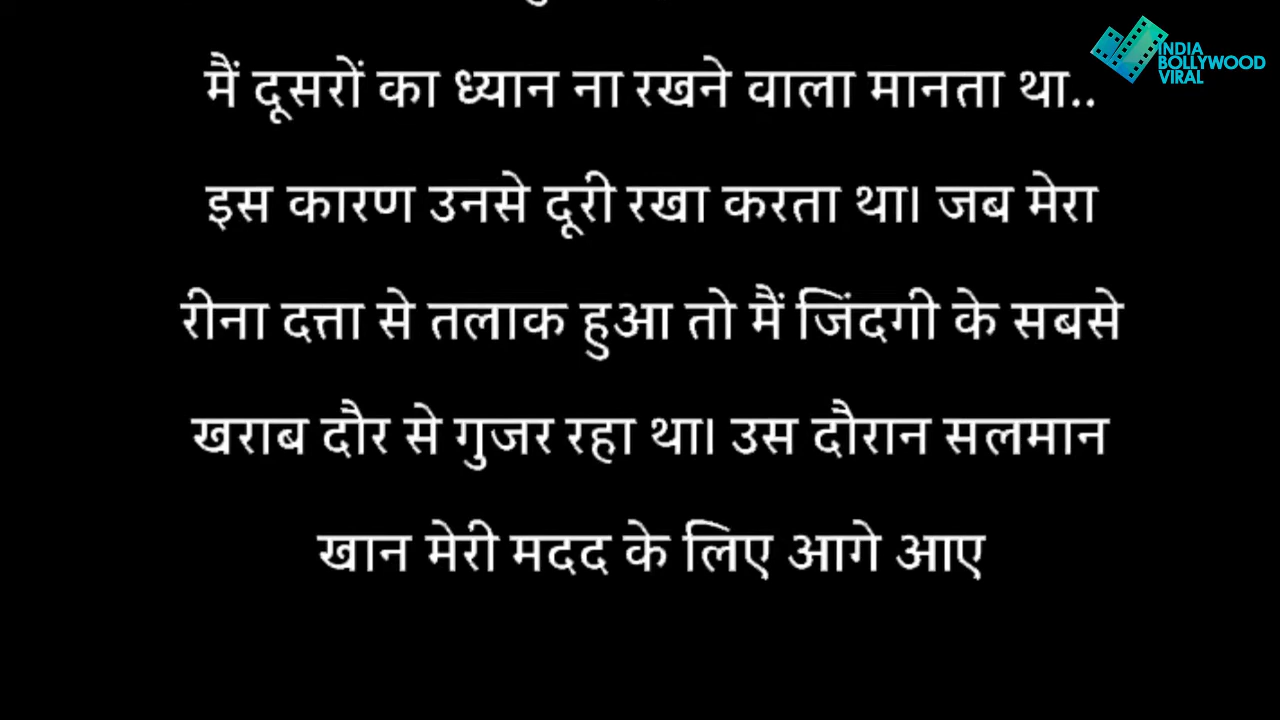 मैं दूसरों का ध्यान ना रखने वाला मानता था..
इस कारण उनसे दूरी रखा करता था। जब मेरा
रीना दत्ता से तलाक हुआ तो मैं जिंदगी के सबसे
खराब दौर से गुजर रहा था। उस दौरान सलमान
खान मेरी मदद के लिए आगे आए
INDIA
BOLLYWOOD
VIRAL